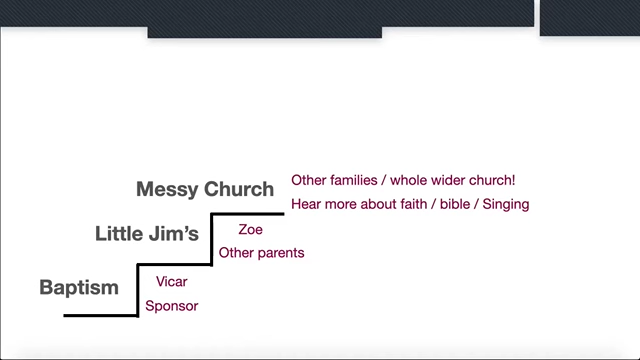 Messy Church
Other families / whole wider church!
Hear more about faith / bible / Singing
Little Jim's
Zoe
Other parents
Baptism
Vicar
Sponsor